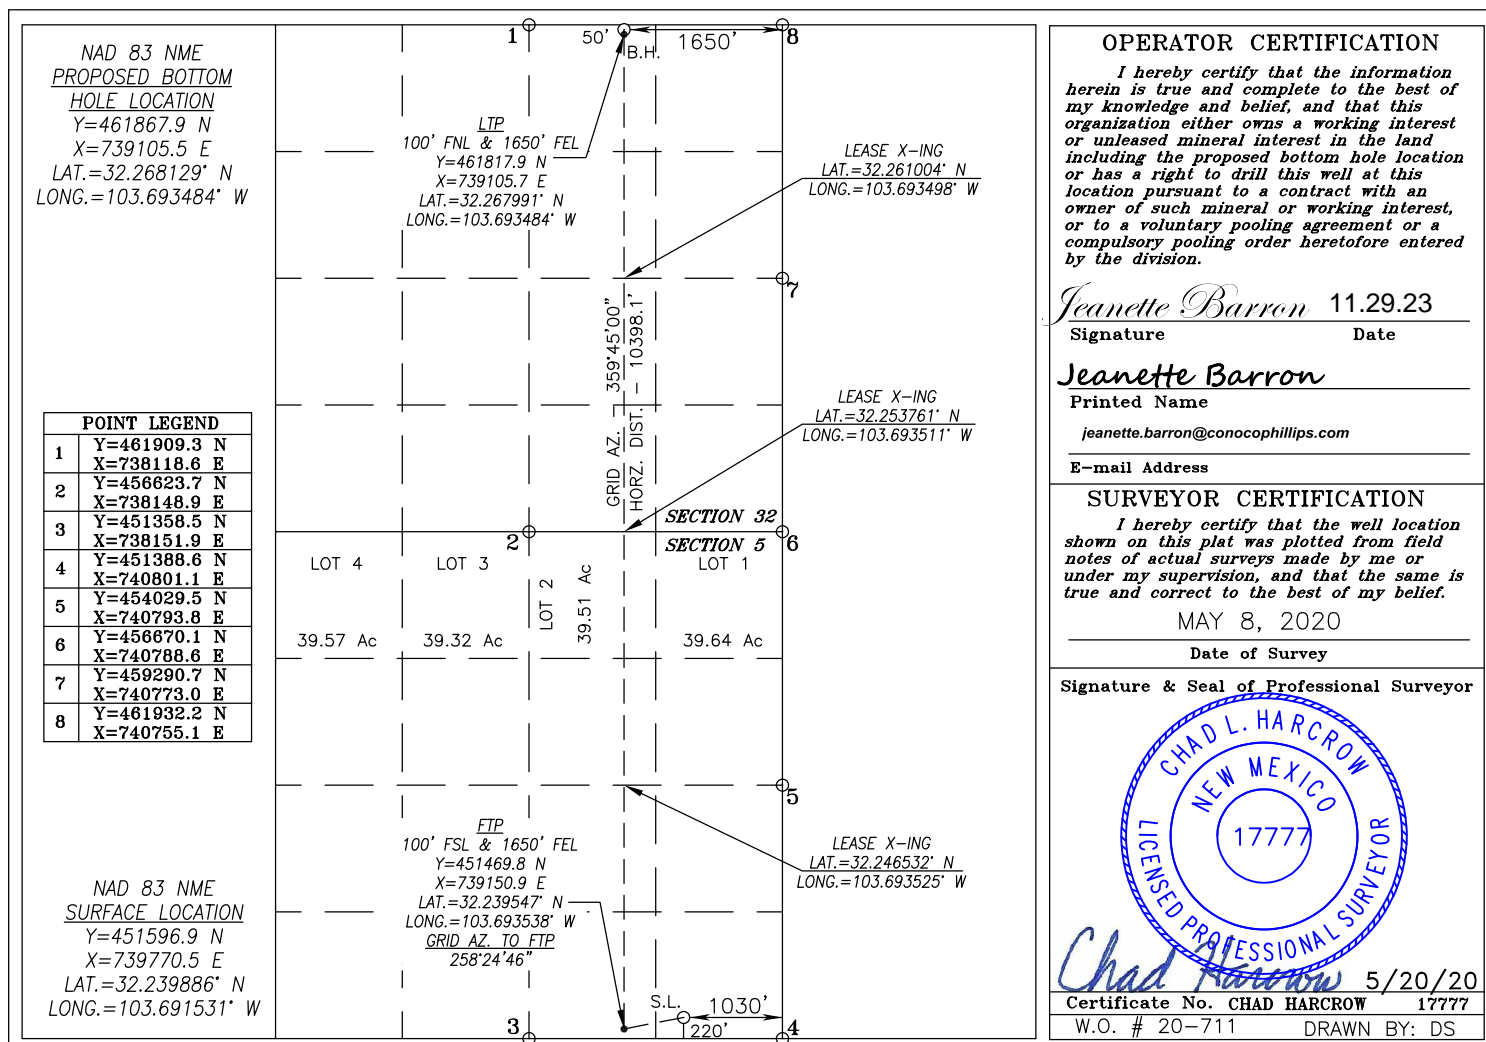 NAD 83 NME
PROPOSED BOTTOM
HOLE LOCATION
Y=461867.9 N
X=739105.5 E
LAT.=32.268129° N
LONG.=103.693484° W
POINT LEGEND
1 Y=461909.3 N
X=738118.6 E
2 Y=456623.7 N
X=738148.9 E
3 Y=451358.5 N
X=738151.9 E
4 Y=451388.6 N
X=740801.1 E
5 Y=454029.5 N
X=740793.8 E
6 Y=456670.1 N
X=740788.6 E
7 Y=459290.7 N
X=740773.0 E
8 Y=461932.2 N
X=740755.1 E
NAD 83 NME
SURFACE LOCATION
Y=451596.9 N
X=739770.5 E
LAT.=32.239886° N
LONG.=103.691531° W
1
50'
B.H.
1650'
8
LTP
100' FNL & 1650' FEL
Y=461817.9 N
X=739105.7 E
LAT.=32.267991° N
LONG.=103.693484° W
LEASE X-ING
LAT.=32.261004° N
LONG.=103.693498° W
7
GRID AZ. - 359°45'00"
HORZ. DIST. - 10398.1'
LEASE X-ING
LAT.=32.253761° N
LONG.=103.693511° W
SECTION 32
2
SECTION 5
6
LOT 4
LOT 3
LOT 2
39.51 Ac
LOT 1
39.57 Ac
39.32 Ac
39.64 Ac
5
FTP
100' FSL & 1650' FEL
Y=451469.8 N
X=739150.9 E
LAT.=32.239547° N
LONG.=103.693538° W
GRID AZ. TO FTP
258°24'46"
LEASE X-ING
LAT.=32.246532° N
LONG.=103.693525° W
S.L.
1030'
3
220'
4
OPERATOR CERTIFICATION
I hereby certify that the information
herein is true and complete to the best of
my knowledge and belief, and that this
organization either owns a working interest
or unleased mineral interest in the land
including the proposed bottom hole location
or has a right to drill this well at this
location pursuant to a contract with an
owner of such mineral or working interest,
or to a voluntary pooling agreement or a
compulsory pooling order heretofore entered
by the division.
Jeanette Barron 11.29.23
Signature Date
Jeanette Barron
Printed Name
jeanette.barron@conocophillips.com
E-mail Address
SURVEYOR CERTIFICATION
I hereby certify that the well location
shown on this plat was plotted from field
notes of actual surveys made by me or
under my supervision, and that the same is
true and correct to the best of my belief.
MAY 8, 2020
Date of Survey
Signature & Seal of Professional Surveyor
CHAD L. HARCROW
NEW MEXICO
17777
LICENSED PROFESSIONAL SURVEYOR
Chad Harcrow 5/20/20
Certificate No. CHAD HARCROW 17777
W.O. # 20-711 DRAWN BY: DS